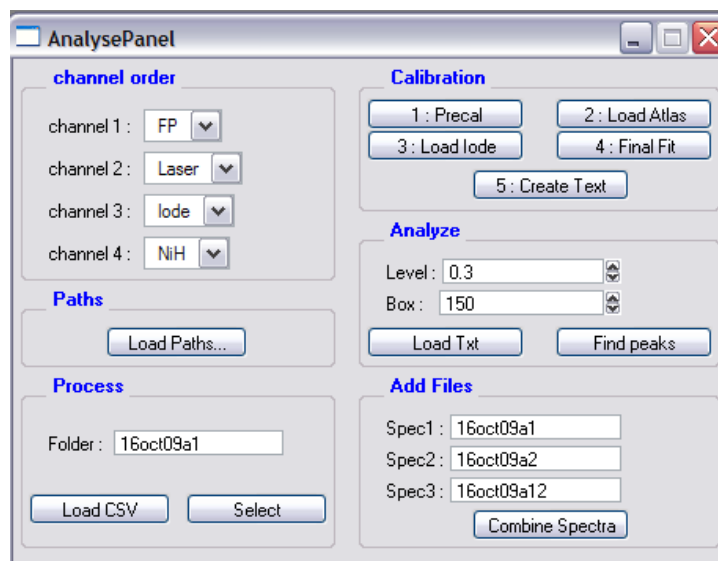 AnalysePanel
channel order
channel 1 : FP
channel 2 : Laser
channel 3 : Iode
channel 4 : NiH
Paths
Load Paths...
Process
Folder : 16oct09a1
Load CSV Select
Calibration
1 : Precal 2 : Load Atlas
3 : Load Iode 4 : Final Fit
5 : Create Text
Analyze
Level : 0.3
Box : 150
Load Txt Find peaks
Add Files
Spec1 : 16oct09a1
Spec2 : 16oct09a2
Spec3 : 16oct09a12
Combine Spectra